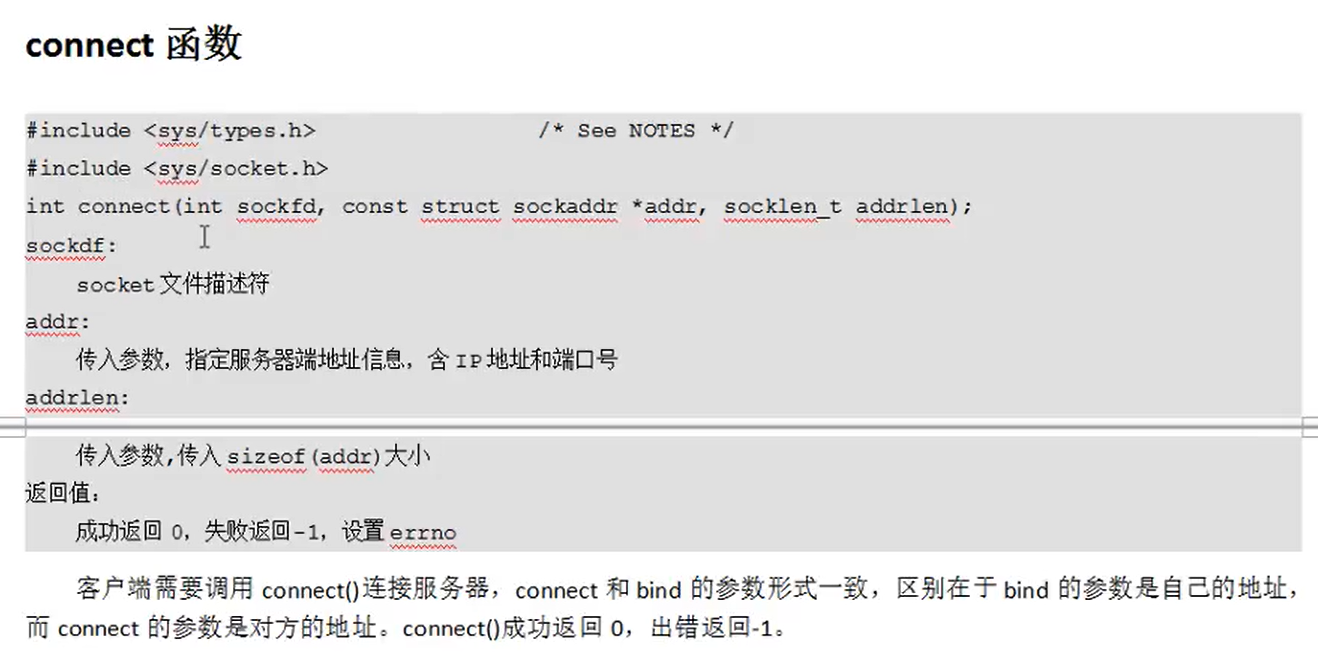 connect 函数
#include <sys/types.h> /* See NOTES */
#include <sys/socket.h>
int connect(int sockfd, const struct sockaddr *addr, socklen_t addrlen);
sockdf:
socket 文件描述符
addr:
传入参数，指定服务器端地址信息，含 IP 地址和端口号
addrlen:
传入参数,传入 sizeof(addr)大小
返回值：
成功返回 0，失败返回-1，设置 errno
客户端需要调用 connect()连接服务器，connect 和 bind 的参数形式一致，区别在于 bind 的参数是自己的地址，
而 connect 的参数是对方的地址。connect()成功返回 0，出错返回-1。